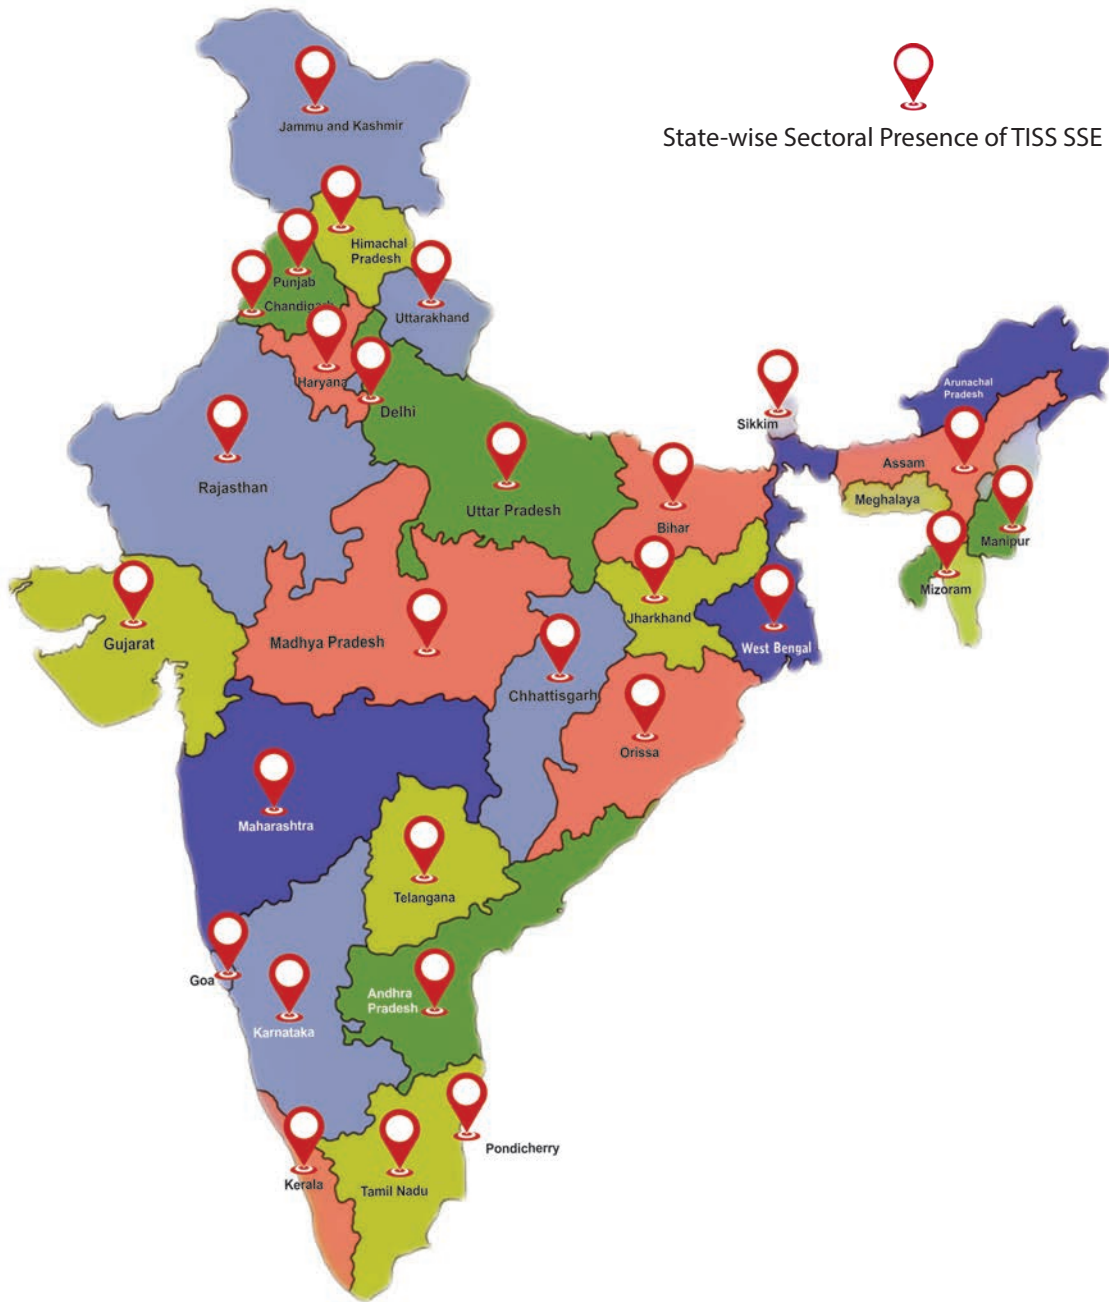 State-wise Sectoral Presence of TISS SSE
Jammu and Kashmir
Himachal
Pradesh
Punjab
Chandigarh
Uttarakhand
Haryana
Delhi
Rajasthan
Uttar Pradesh
Bihar
Sikkim
Arunachal
Pradesh
Assam
Meghalaya
Manipur
Mizoram
Gujarat
Madhya Pradesh
Jharkhand
West Bengal
Chhattisgarh
Orissa
Maharashtra
Telangana
Goa
Karnataka
Andhra
Pradesh
Pondicherry
Kerala
Tamil Nadu